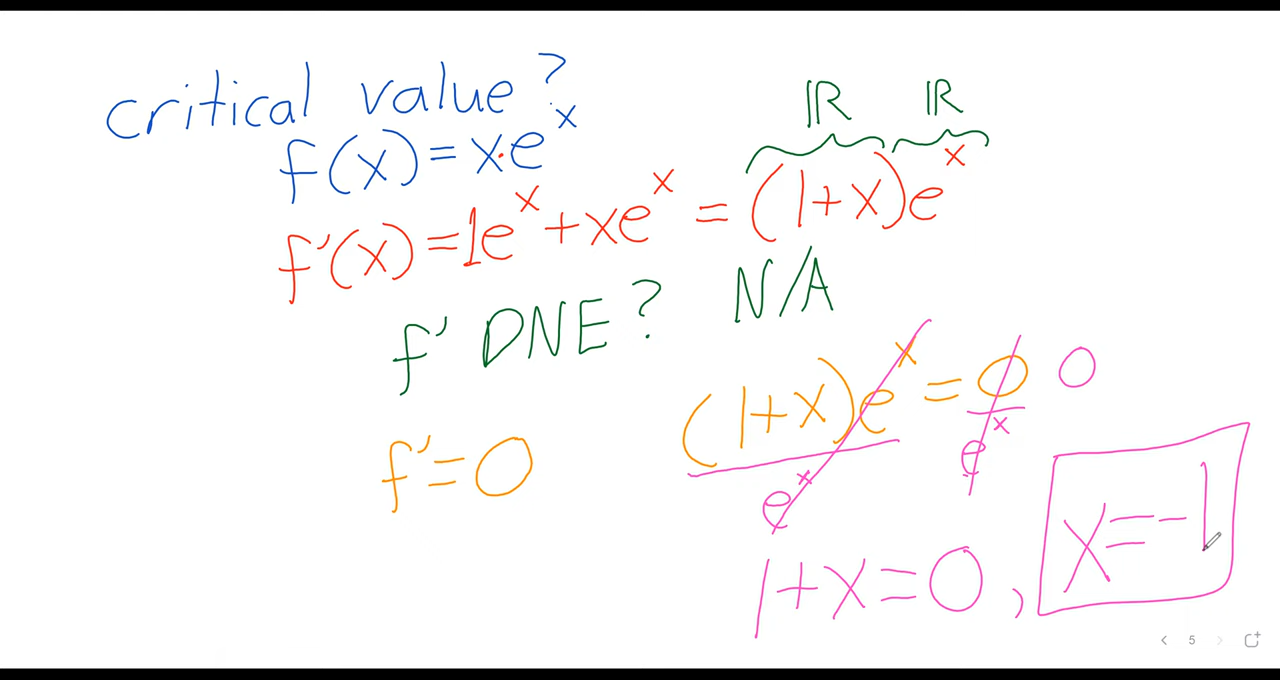 critical value?
f(x) = x·e^x
ℝ ℝ
f'(x) = 1e^x + xe^x = (1+x)e^x
f' DNE? N/A
(1+x)e^x = 0 0
e^x e^x
f' = 0
1+x=0, x=-1
5